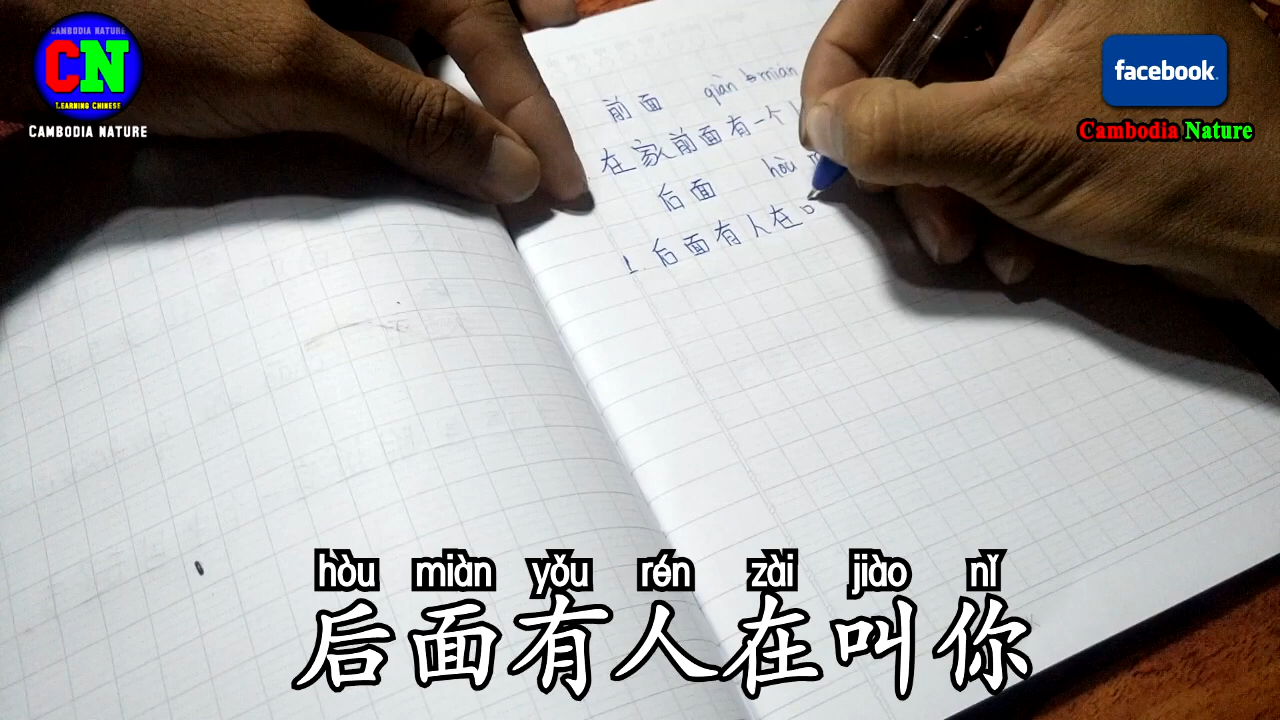 CAMBODIA NATURE
CN
Learning Chinese
CAMBODIA NATURE
facebook
Cambodia Nature
前面 qiàn miàn
在家前面有一个
后面 hòu
1. 后面有人在口
hòu miàn yǒu rén zài jiào nǐ
后面有人在叫你